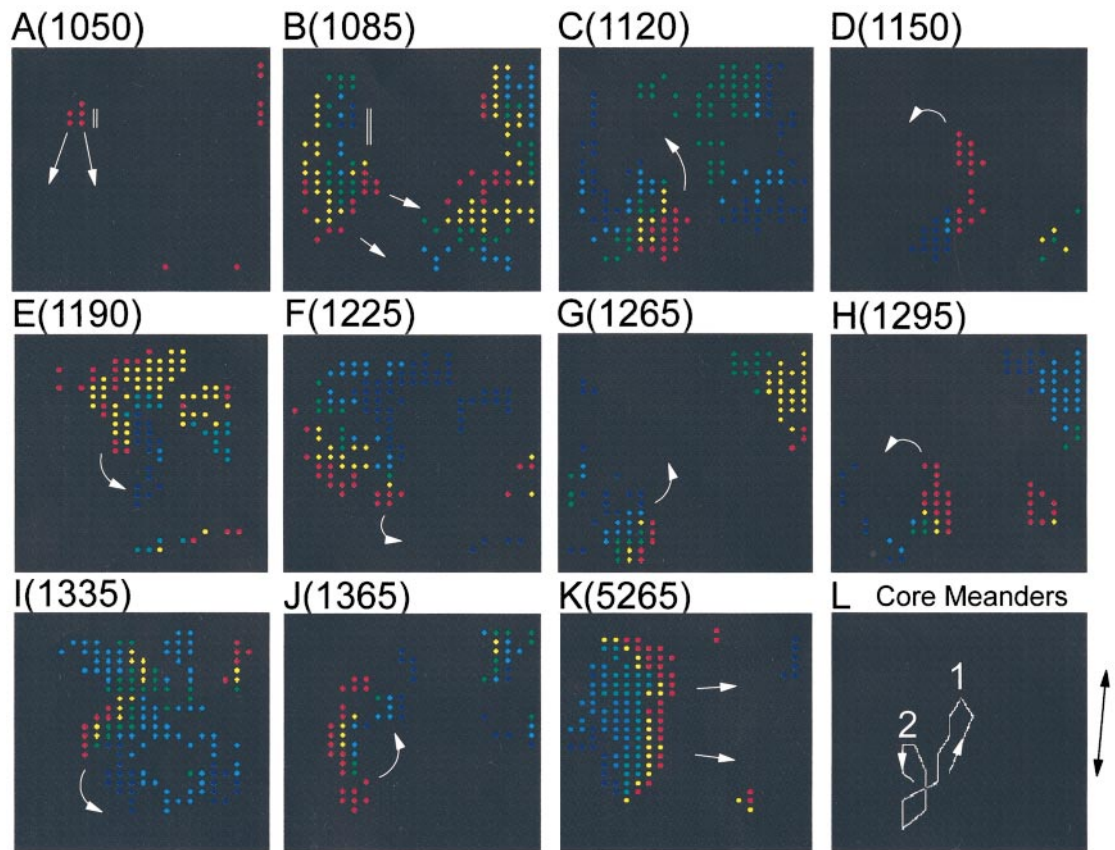 A(1050) B(1085) C(1120) D(1150)
E(1190) F(1225) G(1265) H(1295)
I(1335) J(1365) K(5265) L Core Meanders
1
2